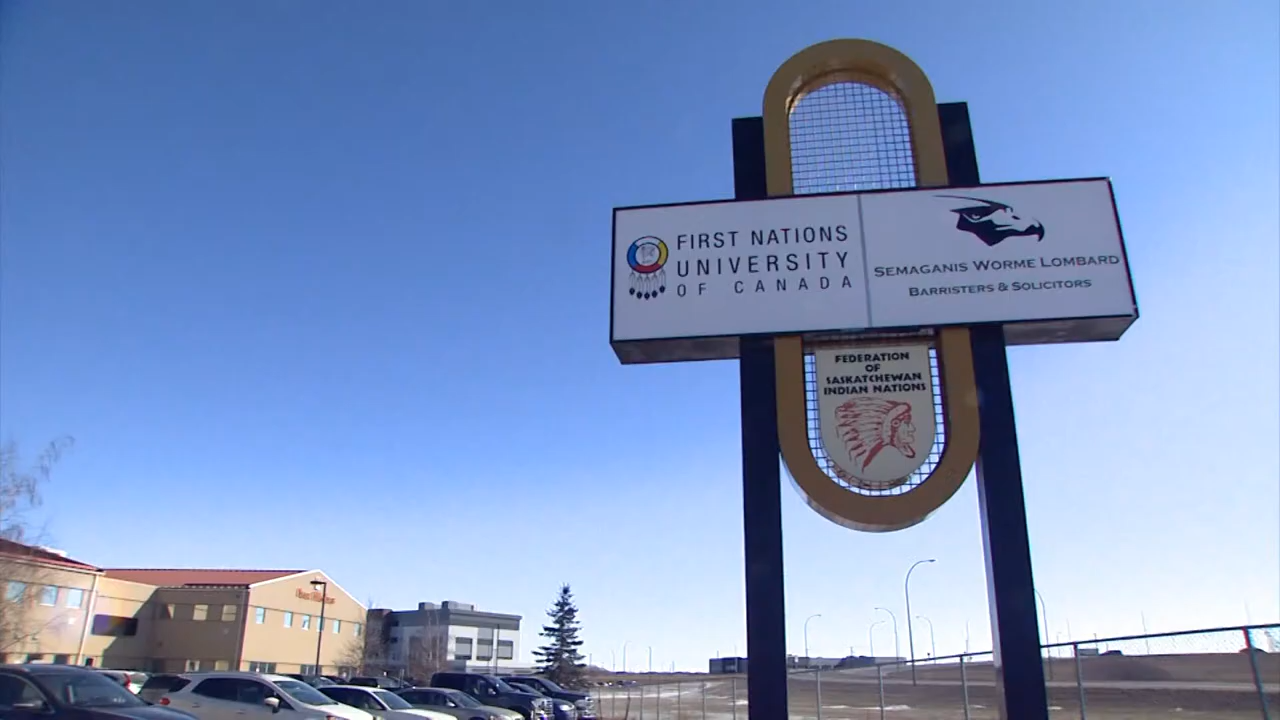 FIRST NATIONS
UNIVERSITY
OF CANADA
SEMAGANIS WORME LOMBARD
BARRISTERS & SOLICITORS
FEDERATION
OF
SASKATCHEWAN
INDIAN NATIONS